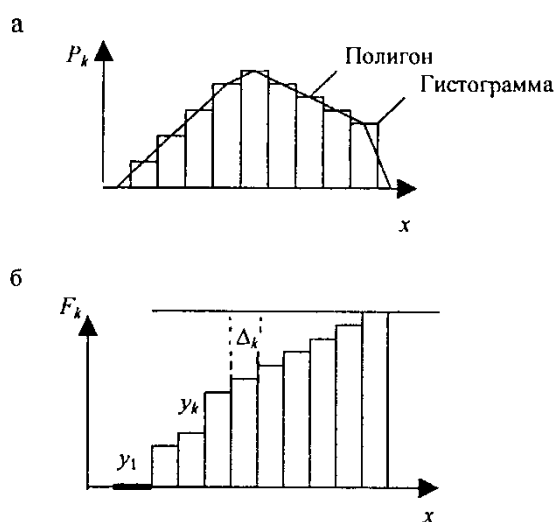 а
P_k
Полигон
Гистограмма
x
б
F_k
Δ_k
y_k
y_1
x